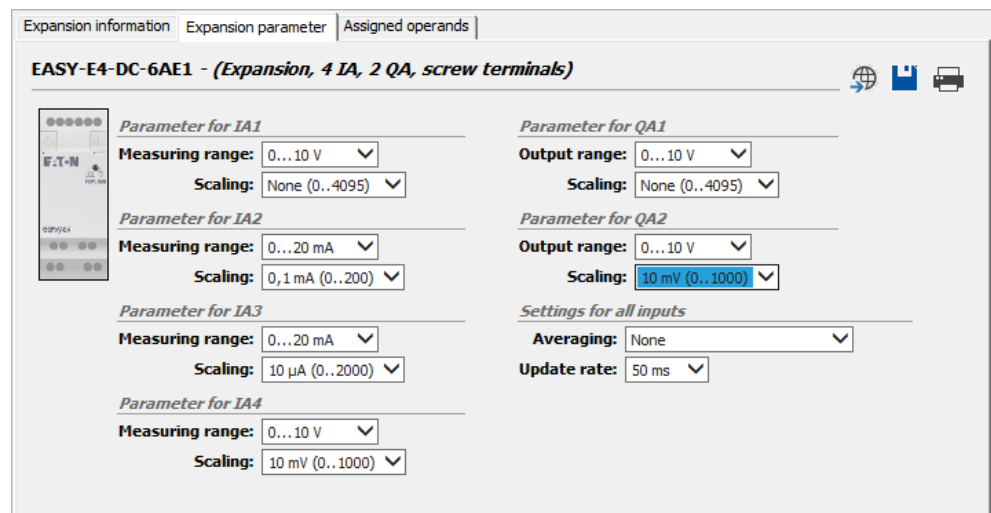 Expansion information Expansion parameter Assigned operands
EASY-E4-DC-6AE1 - (Expansion, 4 IA, 2 QA, screw terminals)
E.T-N
Parameter for IA1
Measuring range: 0...10 V
Scaling: None (0..4095)
Parameter for IA2
Measuring range: 0...20 mA
Scaling: 0,1 mA (0..200)
Parameter for IA3
Measuring range: 0...20 mA
Scaling: 10 µA (0..2000)
Parameter for IA4
Measuring range: 0...10 V
Scaling: 10 mV (0..1000)
Parameter for QA1
Output range: 0...10 V
Scaling: None (0..4095)
Parameter for QA2
Output range: 0...10 V
Scaling: 10 mV (0..1000)
Settings for all inputs
Averaging: None
Update rate: 50 ms